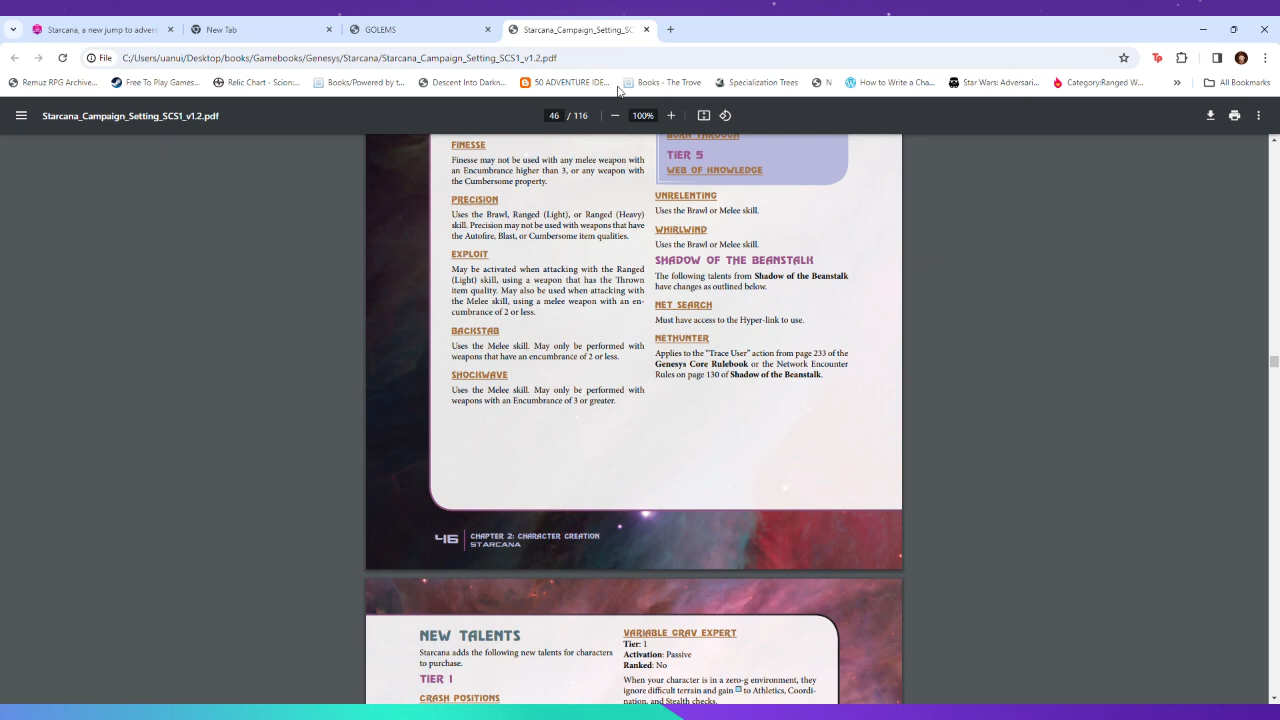 Starcana, a new jump to advent
New Tab
GOLEMS
Starcana_Campaign_Setting_SC
File
C:/Users/uanui/Desktop/books/Gamebooks/Genesys/Starcana/Starcana_Campaign_Setting_SCS1_v1.2.pdf
Remuz RPG Archive...
Free To Play Games...
Relic Chart - Scion:...
Books/Powered by t...
Descent Into Darkn...
50 ADVENTURE IDE...
Books - The Trove
Specialization Trees
N
How to Write a Cha...
Star Wars: Adversari...
Category:Ranged W...
All Bookmarks
Starcana_Campaign_Setting_SCS1_v1.2.pdf
46 / 116
100%
FINESSE
Finesse may not be used with any melee weapon with
an Encumbrance higher than 3, or any weapon with
the Cumbersome property.
PRECISION
Uses the Brawl, Ranged (Light), or Ranged (Heavy)
skill. Precision may not be used with weapons that have
the Autofire, Blast, or Cumbersome item qualities.
EXPLOIT
May be activated when attacking with the Ranged
(Light) skill, using a weapon that has the Thrown
item quality. May also be used when attacking with
the Melee skill, using a melee weapon with an en-
cumbrance of 2 or less.
BACKSTAB
Uses the Melee skill. May only be performed with
weapons that have an encumbrance of 2 or less.
SHOCKWAVE
Uses the Melee skill. May only be performed with
weapons with an Encumbrance of 3 or greater.
BURN THROUGH
TIER 5
WEB OF KNOWLEDGE
UNRELENTING
Uses the Brawl or Melee skill.
WHIRLWIND
Uses the Brawl or Melee skill.
SHADOW OF THE BEANSTALK
The following talents from Shadow of the Beanstalk
have changes as outlined below.
NET SEARCH
Must have access to the Hyper-link to use.
NETHUNTER
Applies to the “Trace User” action from page 233 of the
Genesys Core Rulebook or the Network Encounter
Rules on page 130 of Shadow of the Beanstalk.
46
CHAPTER 2: CHARACTER CREATION
STARCANA
NEW TALENTS
Starcana adds the following new talents for characters
to purchase.
TIER 1
CRASH POSITIONS
VARIABLE GRAV EXPERT
Tier: 1
Activation: Passive
Ranked: No
When your character is in a zero-g environment, they
ignore difficult terrain and gain to Athletics, Coordi-
nation, and Stealth checks.